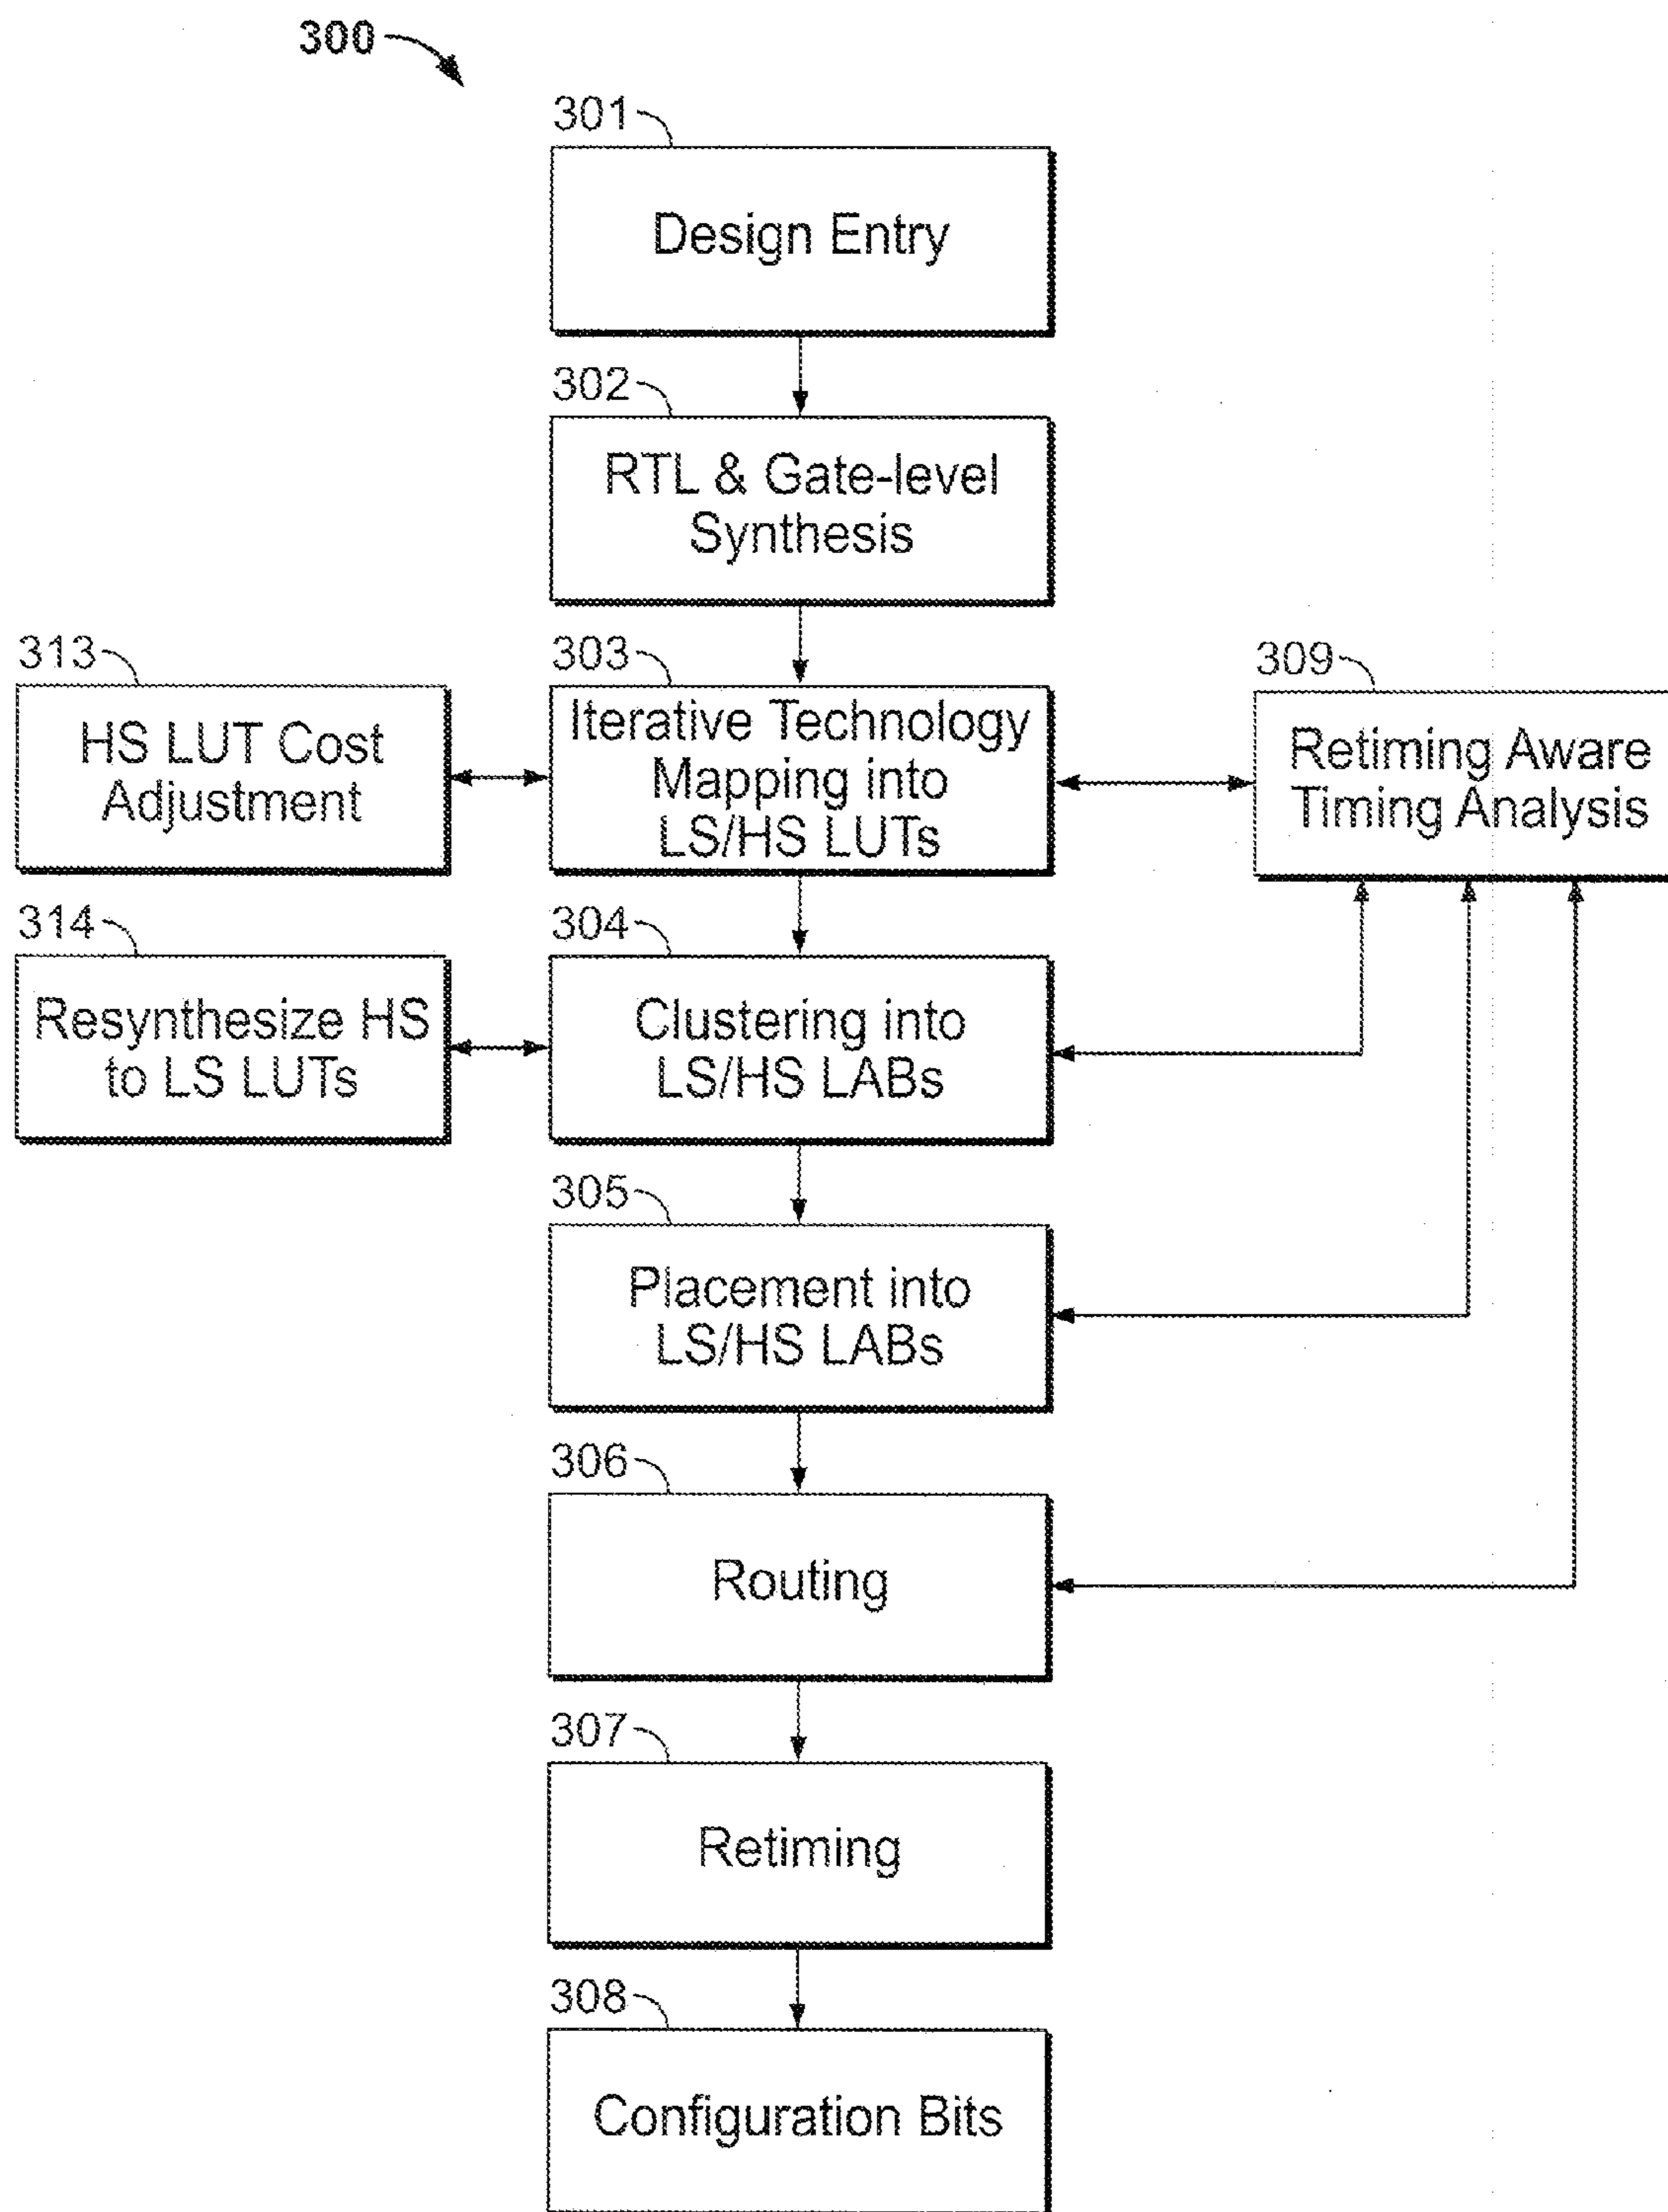 300
301
Design Entry
302
RTL & Gate-level
Synthesis
313
HS LUT Cost
Adjustment
303
Iterative Technology
Mapping into
LS/HS LUTs
309
Retiming Aware
Timing Analysis
314
Resynthesize HS
to LS LUTs
304
Clustering into
LS/HS LABs
305
Placement into
LS/HS LABs
306
Routing
307
Retiming
308
Configuration Bits